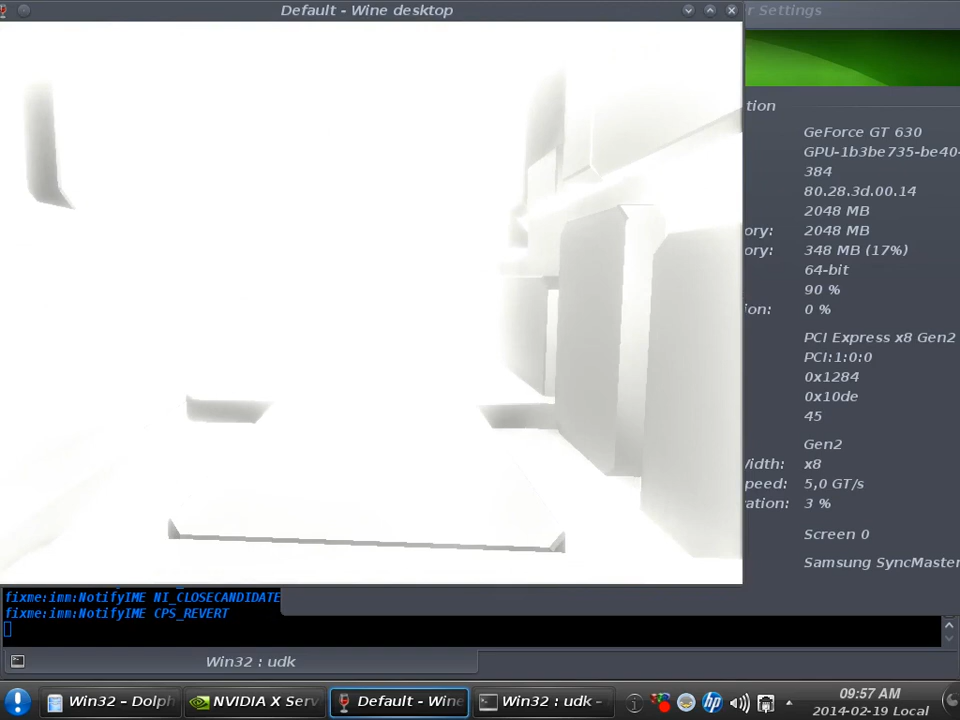 Default - Wine desktop
r Settings
tion
GeForce GT 630
GPU-1b3be735-be40-
384
80.28.3d.00.14
2048 MB
ory: 2048 MB
ory: 348 MB (17%)
64-bit
90 %
ion: 0 %
PCI Express x8 Gen2
PCI:1:0:0
0x1284
0x10de
45
Gen2
Width: x8
peed: 5,0 GT/s
ration: 3 %
Screen 0
Samsung SyncMaster
fixme:imm:NotifyIME NI_CLOSECANDIDATE
fixme:imm:NotifyIME CPS_REVERT
Win32 : udk
Win32 – Dolph
NVIDIA X Serv
Default - Wine
Win32 : udk –
hp
09:57 AM
2014-02-19 Local